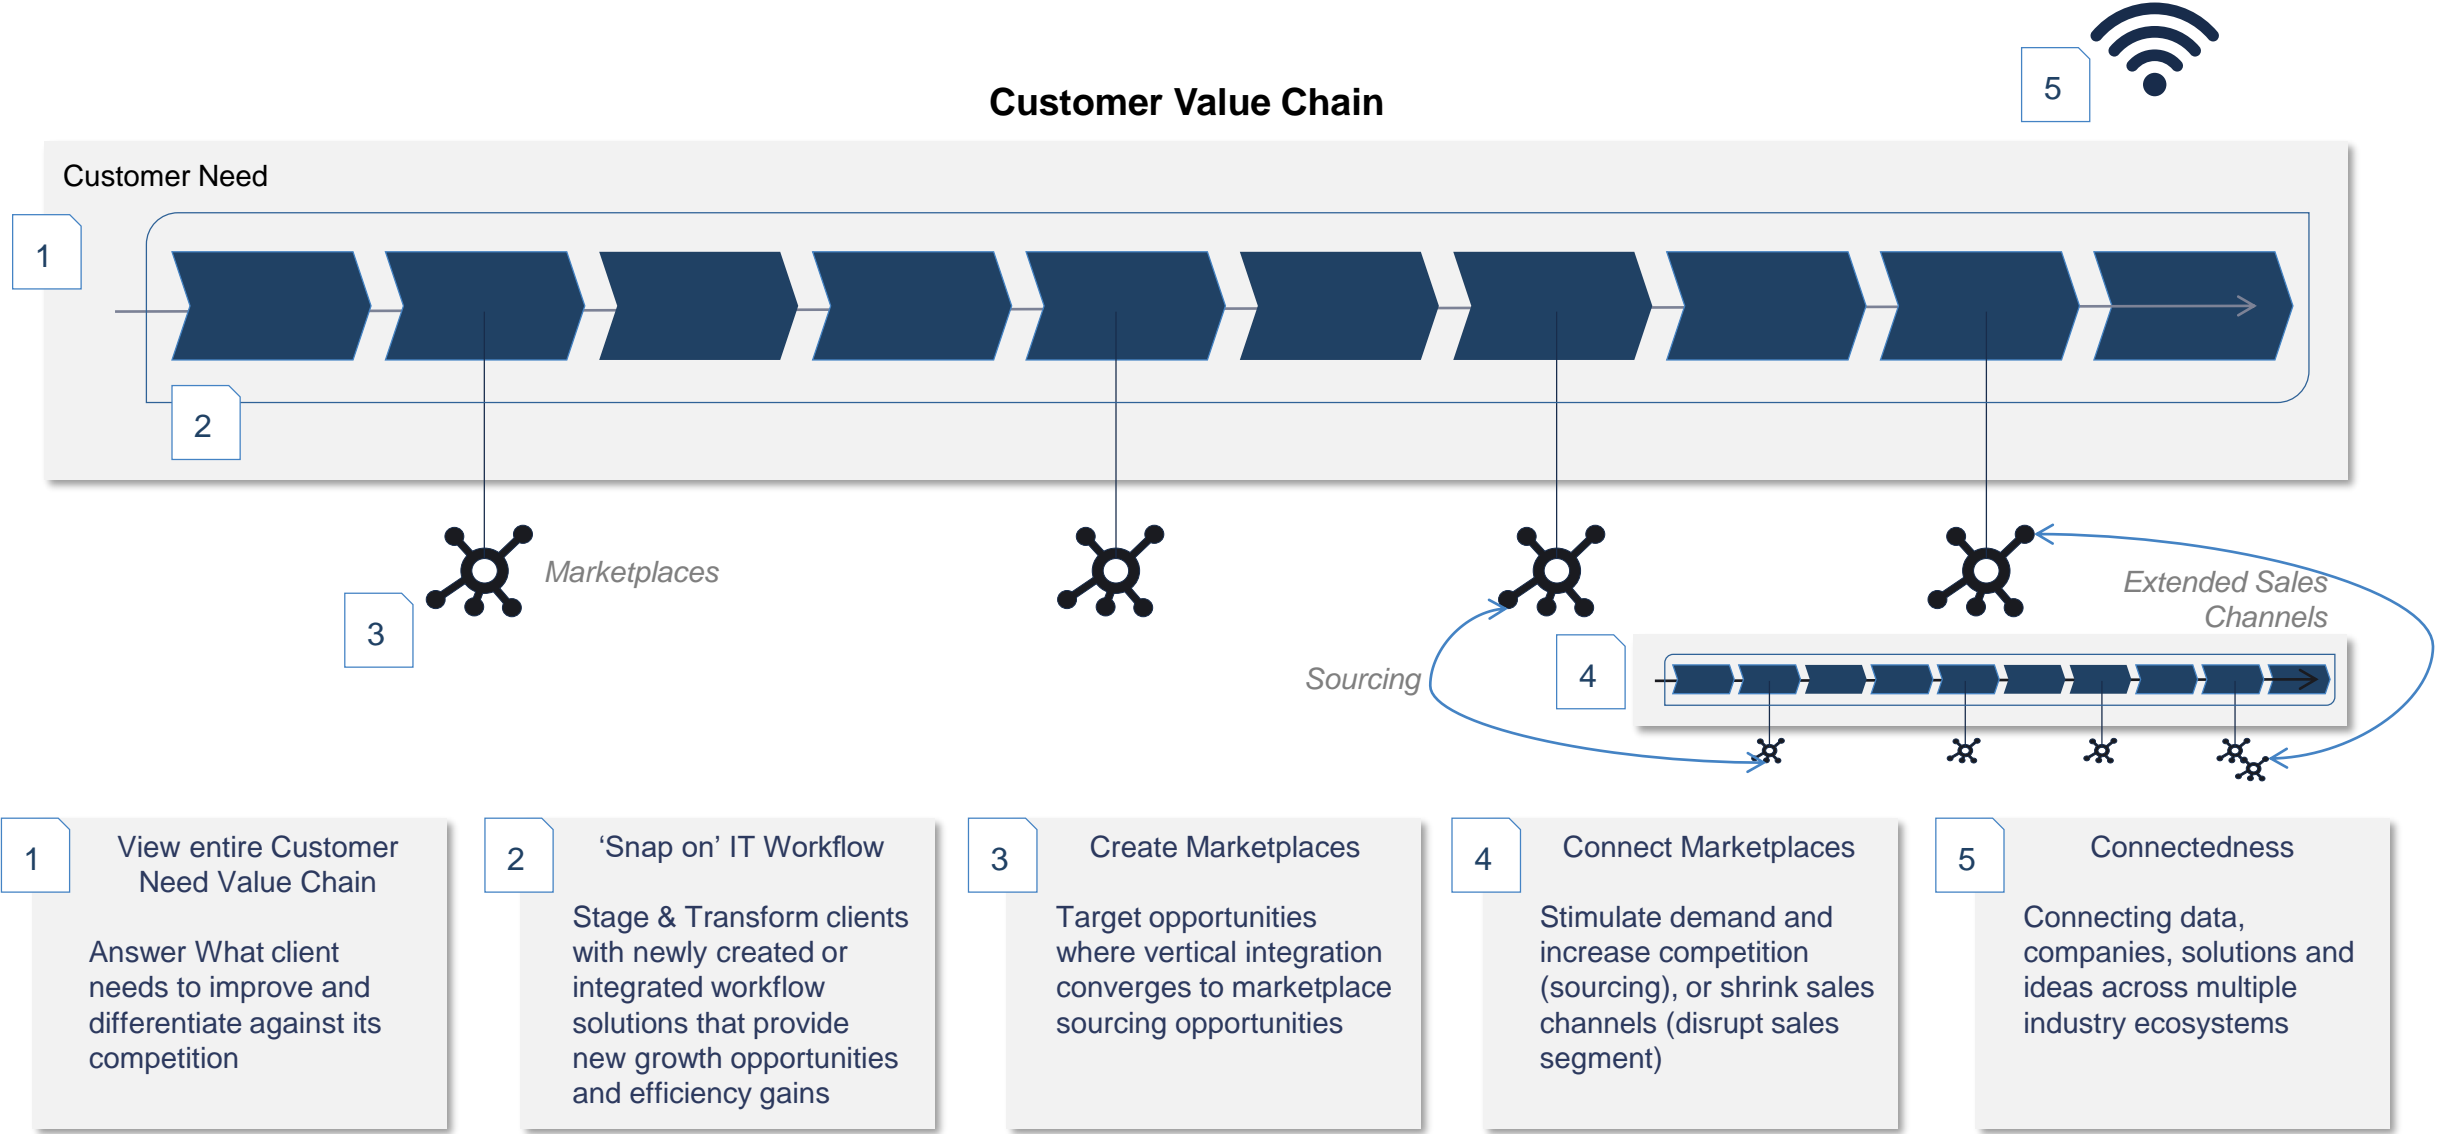 5
Customer Value Chain
Customer Need
1
2
Marketplaces
3
Extended Sales
Channels
Sourcing
4
1
View entire Customer
Need Value Chain
Answer What client
needs to improve and
differentiate against its
competition
2
‘Snap on’ IT Workflow
Stage & Transform clients
with newly created or
integrated workflow
solutions that provide
new growth opportunities
and efficiency gains
3
Create Marketplaces
Target opportunities
where vertical integration
converges to marketplace
sourcing opportunities
4
Connect Marketplaces
Stimulate demand and
increase competition
(sourcing), or shrink sales
channels (disrupt sales
segment)
5
Connectedness
Connecting data,
companies, solutions and
ideas across multiple
industry ecosystems